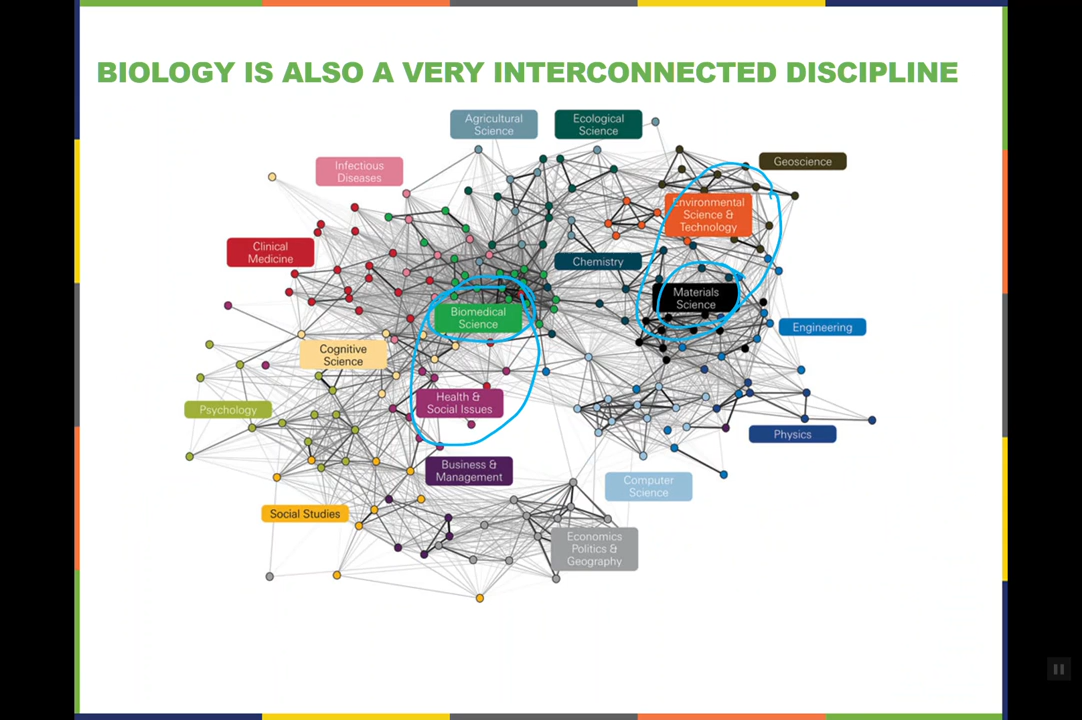 BIOLOGY IS ALSO A VERY INTERCONNECTED DISCIPLINE
Agricultural
Science
Ecological
Science
Geoscience
Infectious
Diseases
Environmental
Science &
Technology
Clinical
Medicine
Chemistry
Materials
Science
Biomedical
Science
Engineering
Cognitive
Science
Health &
Social Issues
Psychology
Physics
Business &
Management
Computer
Science
Social Studies
Economics
Politics &
Geography